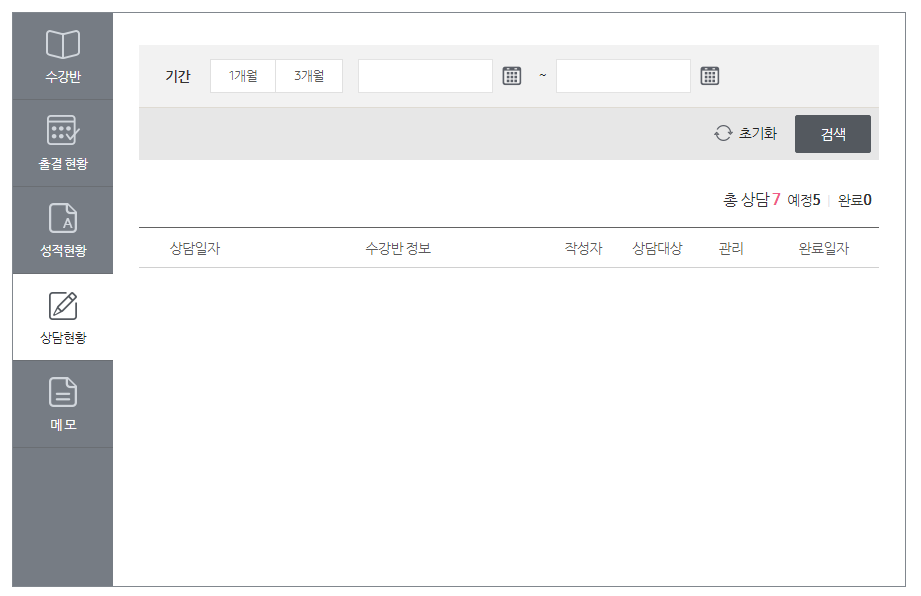 수강반
출결 현황
성적현황
상담현황
메모
기간 1개월 3개월 ~
초기화 검색
총 상담 7 예정5 | 완료0
상담일자 수강반 정보 작성자 상담대상 관리 완료일자